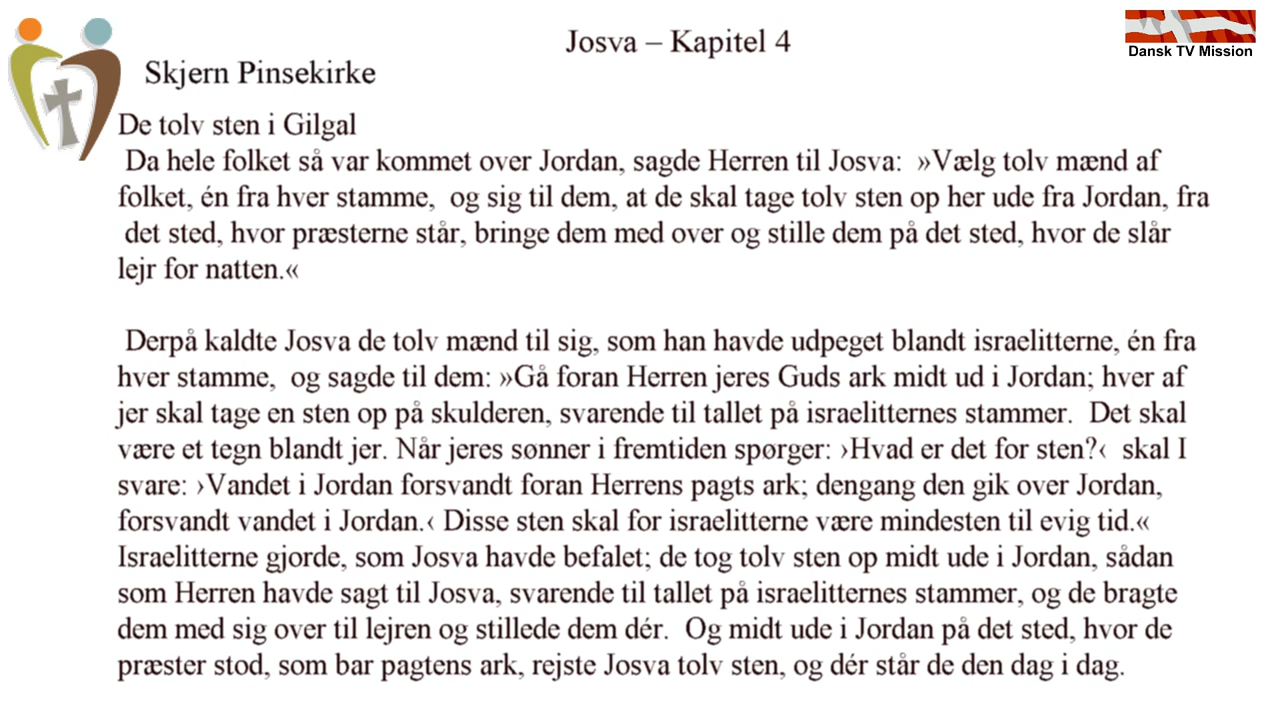 Josva – Kapitel 4
Dansk TV Mission
Skjern Pinsekirke
De tolv sten i Gilgal
Da hele folket så var kommet over Jordan, sagde Herren til Josva: »Vælg tolv mænd af
folket, én fra hver stamme, og sig til dem, at de skal tage tolv sten op her ude fra Jordan, fra
det sted, hvor præsterne står, bringe dem med over og stille dem på det sted, hvor de slår
lejr for natten.«
Derpå kaldte Josva de tolv mænd til sig, som han havde udpeget blandt israelitterne, én fra
hver stamme, og sagde til dem: »Gå foran Herren jeres Guds ark midt ud i Jordan; hver af
jer skal tage en sten op på skulderen, svarende til tallet på israelitternes stammer. Det skal
være et tegn blandt jer. Når jeres sønner i fremtiden spørger: ›Hvad er det for sten?‹ skal I
svare: ›Vandet i Jordan forsvandt foran Herrens pagts ark; dengang den gik over Jordan,
forsvandt vandet i Jordan.‹ Disse sten skal for israelitterne være mindesten til evig tid.«
Israelitterne gjorde, som Josva havde befalet; de tog tolv sten op midt ude i Jordan, sådan
som Herren havde sagt til Josva, svarende til tallet på israelitternes stammer, og de bragte
dem med sig over til lejren og stillede dem dér. Og midt ude i Jordan på det sted, hvor de
præster stod, som bar pagtens ark, rejste Josva tolv sten, og dér står de den dag i dag.